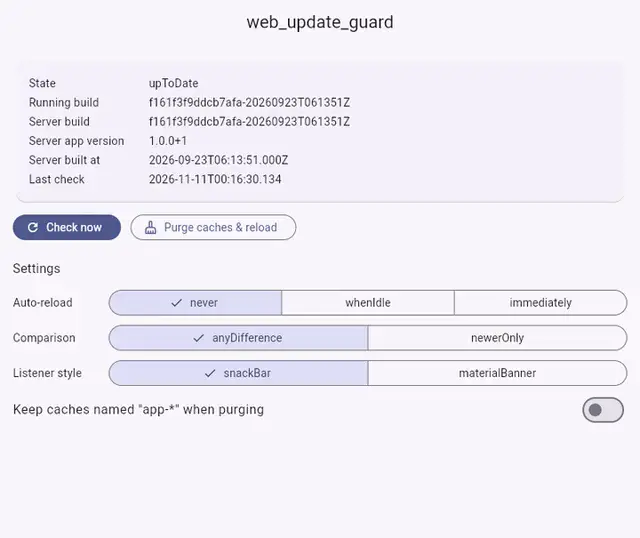 web_update_guard
State upToDate
Running build f161f3f9ddcb7afa-20260923T061351Z
Server build f161f3f9ddcb7afa-20260923T061351Z
Server app version 1.0.0+1
Server built at 2026-09-23T06:13:51.000Z
Last check 2026-11-11T00:16:30.134
Check now Purge caches & reload
Settings
Auto-reload never whenIdle immediately
Comparison anyDifference newerOnly
Listener style snackBar materialBanner
Keep caches named "app-*" when purging